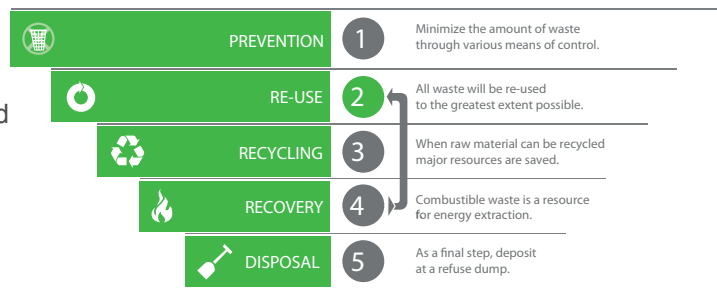 PREVENTION
1
Minimize the amount of waste
through various means of control.
RE-USE
2
All waste will be re-used
to the greatest extent possible.
d
RECYCLING
3
When raw material can be recycled
major resources are saved.
RECOVERY
4
Combustible waste is a resource
for energy extraction.
DISPOSAL
5
As a final step, deposit
at a refuse dump.